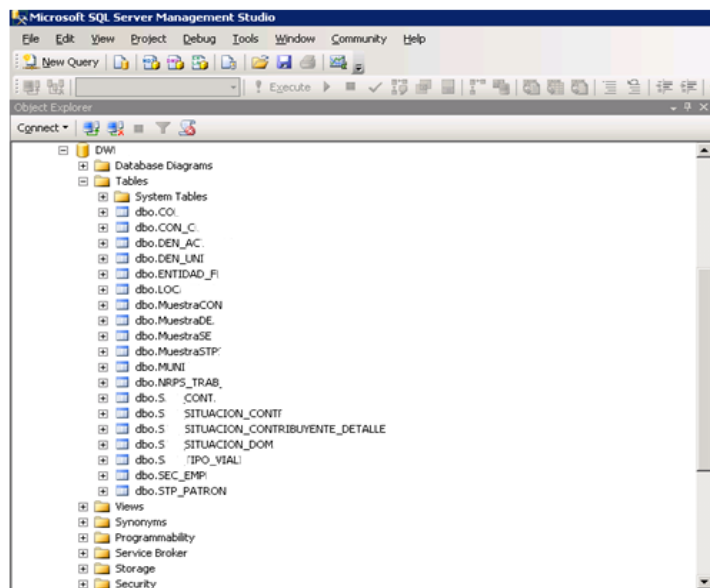 Microsoft SQL Server Management Studio
File Edit View Project Debug Tools Window Community Help
New Query
Execute
Object Explorer
Connect
DW
Database Diagrams
Tables
System Tables
dbo.CO
dbo.CON_C
dbo.DEN_AC
dbo.DEN_UNI
dbo.ENTIDAD_F
dbo.LOC
dbo.MuestraCON
dbo.MuestraDE
dbo.MuestraSE
dbo.MuestraSTP
dbo.MUNI
dbo.NRPS_TRAB_
dbo.S _CONT
dbo.S SITUACION_CONT
dbo.S SITUACION_CONTRIBUYENTE_DETALLE
dbo.S SITUACION_DOM
dbo.S TIPO_VIAL
dbo.SEC_EMP
dbo.STP_PATRON
Views
Synonyms
Programmability
Service Broker
Storage
Security